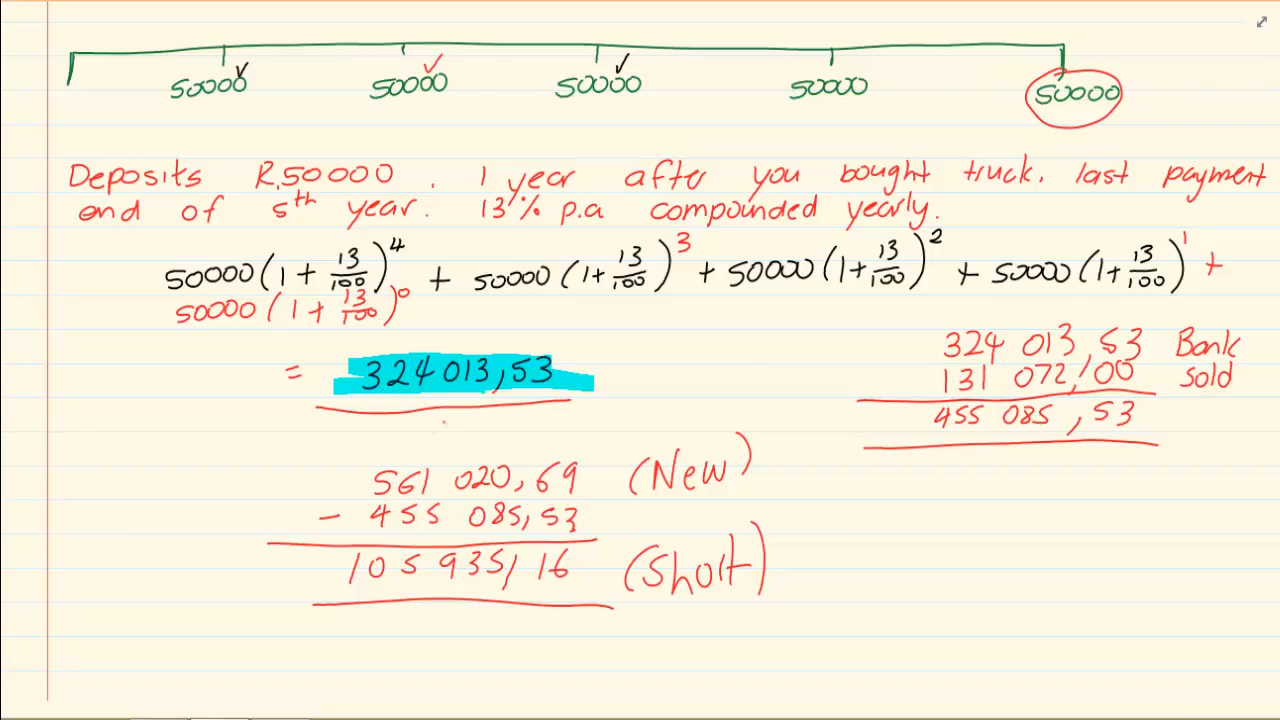 50000 50000 50000 50000 50000
Deposits R.50000. 1 year after you bought truck. last payment
end of 5th year. 13% p.a compounded yearly.
50000(1+13/100)^4 + 50000(1+13/100)^3 + 50000(1+13/100)^2 + 50000(1+13/100)^1 +
50000(1+13/100)^0
324 013,53 Bank
= 324 013,53
131 072,00 Sold
455 085,53
561 020,69 (New)
- 455 085,53
105 935,16 (Short)